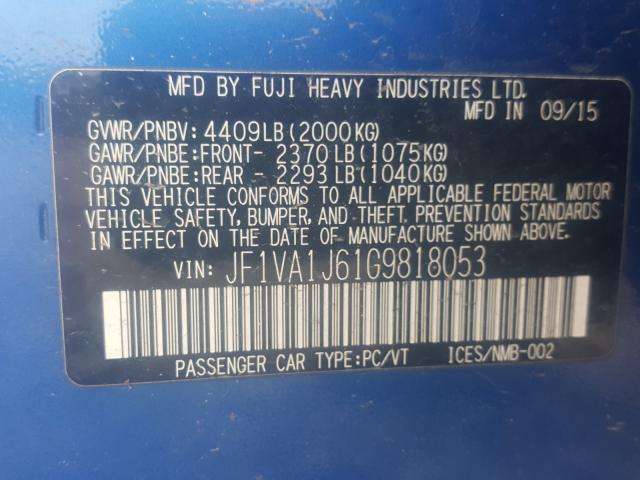 MFD BY FUJI HEAVY INDUSTRIES LTD.
MFD IN 09/15
GVWR/PNBV: 4409LB(2000KG)
GAWR/PNBE:FRONT- 2370LB(1075KG)
GAWR/PNBE:REAR - 2293LB(1040KG)
THIS VEHICLE CONFORMS TO ALL APPLICABLE FEDERAL MOTOR
VEHICLE SAFETY, BUMPER, AND THEFT PREVENTION STANDARDS
IN EFFECT ON THE DATE OF MANUFACTURE SHOWN ABOVE.
VIN: JF1VA1J61G9818053
PASSENGER CAR TYPE:PC/VT ICES/NMB-002